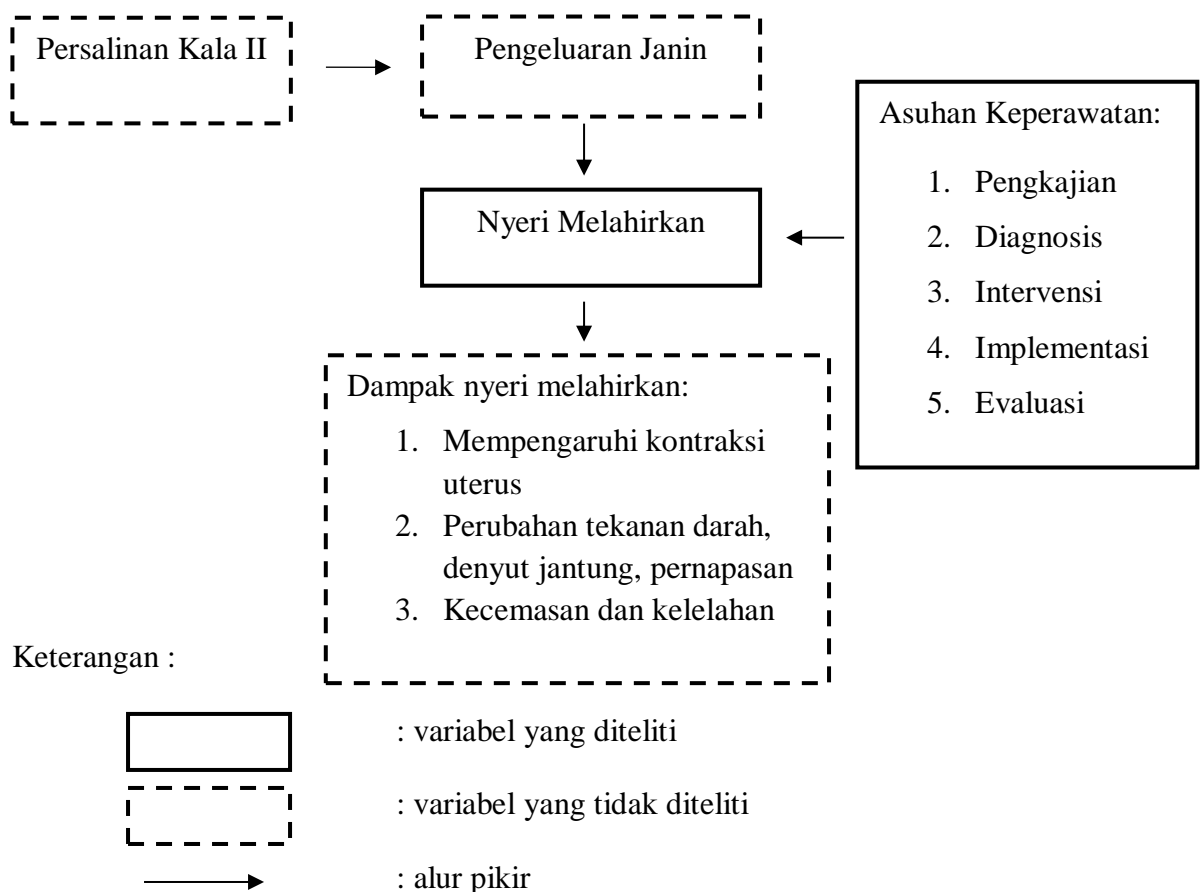 Persalinan Kala II
Pengeluaran Janin
Asuhan Keperawatan:
1. Pengkajian
2. Diagnosis
3. Intervensi
4. Implementasi
5. Evaluasi
Nyeri Melahirkan
Dampak nyeri melahirkan:
1. Mempengaruhi kontraksi
uterus
2. Perubahan tekanan darah,
denyut jantung, pernapasan
3. Kecemasan dan kelelahan
Keterangan :
: variabel yang diteliti
: variabel yang tidak diteliti
: alur pikir